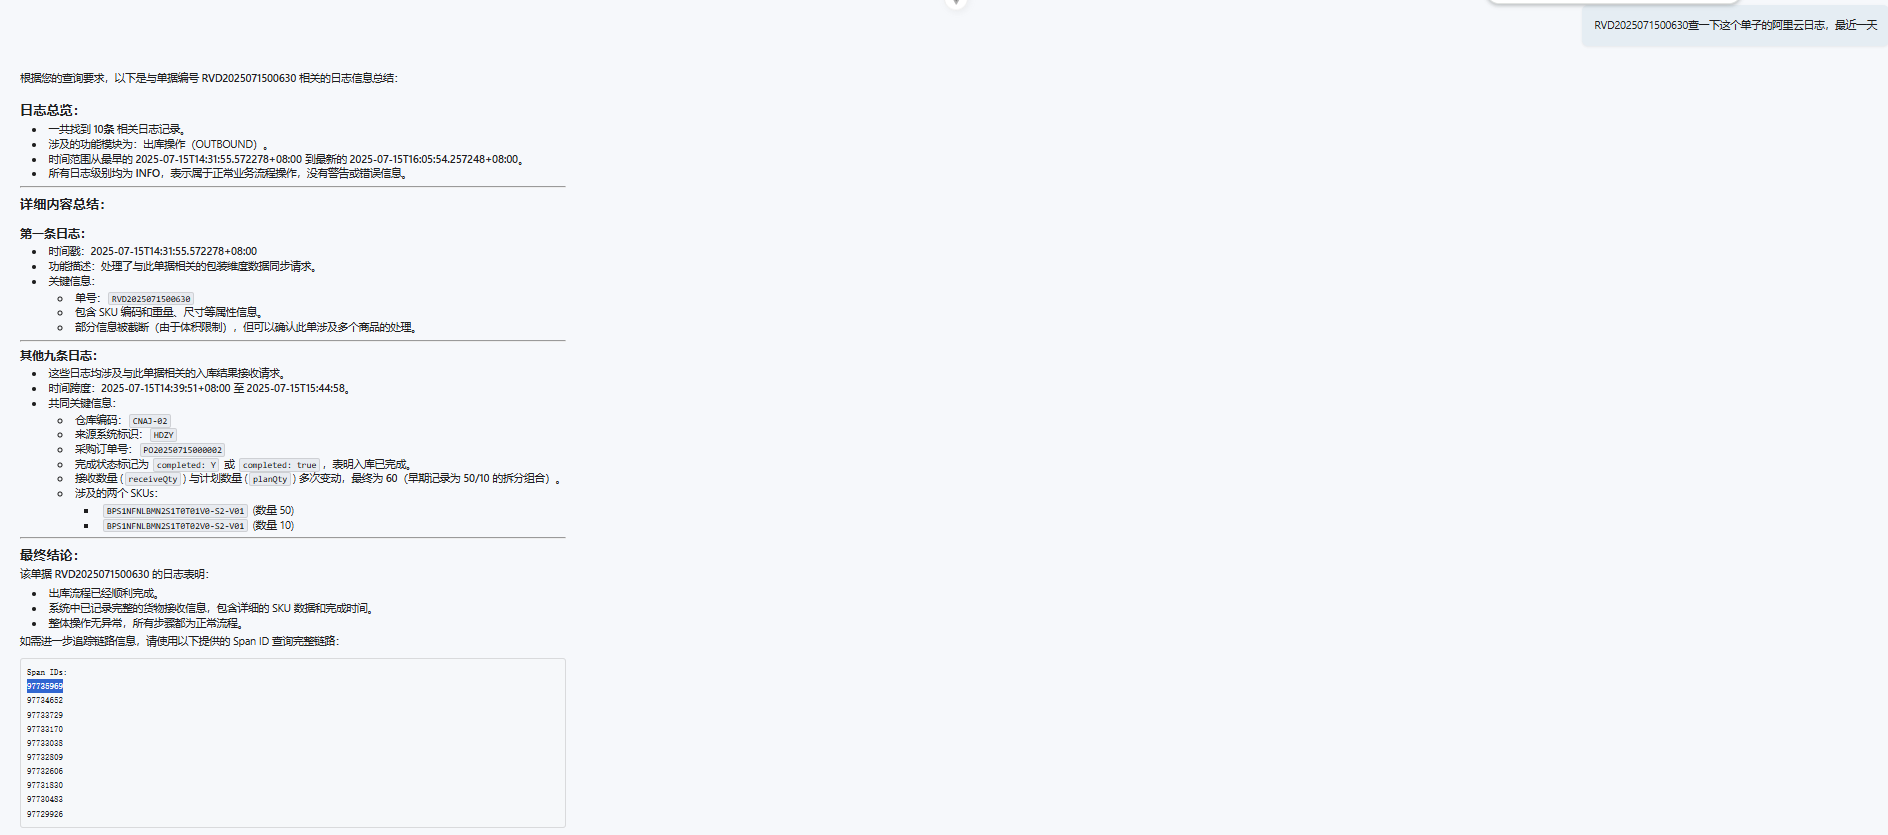 RVD2025071500630查一下这个单子的阿里云日志，最近一天
根据您的查询要求，以下是与单据编号 RVD2025071500630 相关的日志信息总结：
日志总览：
一共找到 10条 相关日志记录。
涉及的功能模块为：出库操作（OUTBOUND）。
时间范围从最早的 2025-07-15T14:31:55.572278+08:00 到最新的 2025-07-15T16:05:54.257248+08:00。
所有日志级别均为 INFO，表示属于正常业务流程操作，没有警告或错误信息。
详细内容总结：
第一条日志：
时间戳：2025-07-15T14:31:55.572278+08:00
功能描述：处理了与此单据相关的包装维度数据同步请求。
关键信息：
单号： RVD2025071500630
包含 SKU 编码和重量、尺寸等属性信息。
部分信息被截断（由于体积限制），但可以确认此单涉及多个商品的处理。
其他九条日志：
这些日志均涉及与此单据相关的入库结果接收请求。
时间跨度：2025-07-15T14:39:51+08:00 至 2025-07-15T15:44:58。
共同关键信息：
仓库编码： CNAJ-02
来源系统标识： HDZY
采购订单号： PO20250715000002
完成状态标记为 completed: Y 或 completed: true ，表明入库已完成。
接收数量 ( receiveQty ) 与计划数量 ( planQty ) 多次变动，最终为 60（早期记录为 50/10 的拆分组合）。
涉及的两个 SKUs：
BPS1NFNLBMN2S1T0T01V0-S2-V01 (数量 50)
BPS1NFNLBMN2S1T0T02V0-S2-V01 (数量 10)
最终结论：
该单据 RVD2025071500630 的日志表明：
出库流程已经顺利完成。
系统中已记录完整的货物接收信息，包含详细的 SKU 数据和完成时间。
整体操作无异常，所有步骤都为正常流程。
如需进一步追踪链路信息，请使用以下提供的 Span ID 查询完整链路：
Span IDs:
97735969
97734652
97733729
97733170
97733038
97732809
97732606
97731830
97730483
97729926